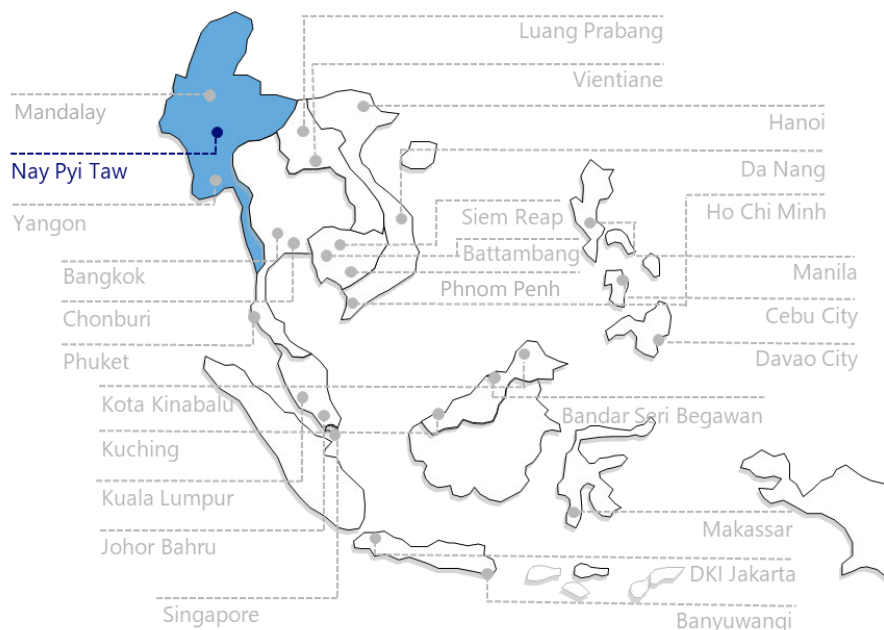 Luang Prabang
Vientiane
Mandalay
Hanoi
Nay Pyi Taw
Da Nang
Siem Reap
Ho Chi Minh
Yangon
Battambang
Bangkok
Manila
Phnom Penh
Chonburi
Cebu City
Phuket
Davao City
Kota Kinabalu
Bandar Seri Begawan
Kuching
Kuala Lumpur
Makassar
Johor Bahru
DKI Jakarta
Singapore
Banyuwangi